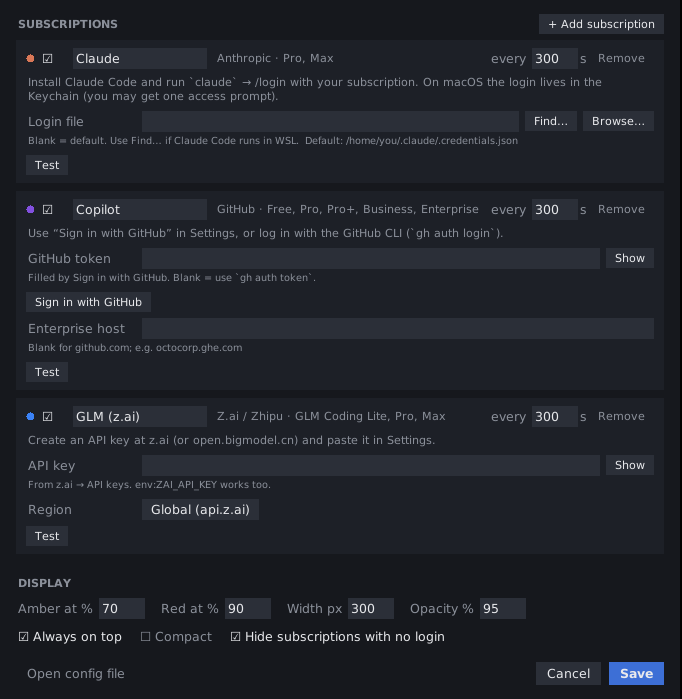 SUBSCRIPTIONS + Add subscription
Claude Anthropic · Pro, Max every 300 s Remove
Install Claude Code and run `claude` → /login with your subscription. On macOS the login lives in the
Keychain (you may get one access prompt).
Login file Find... Browse...
Blank = default. Use Find... if Claude Code runs in WSL. Default: /home/you/.claude/.credentials.json
Test
Copilot GitHub · Free, Pro, Pro+, Business, Enterprise every 300 s Remove
Use “Sign in with GitHub” in Settings, or log in with the GitHub CLI (`gh auth login`).
GitHub token Show
Filled by Sign in with GitHub. Blank = use `gh auth token`.
Sign in with GitHub
Enterprise host
Blank for github.com; e.g. octocorp.ghe.com
Test
GLM (z.ai) Z.ai / Zhipu · GLM Coding Lite, Pro, Max every 300 s Remove
Create an API key at z.ai (or open.bigmodel.cn) and paste it in Settings.
API key Show
From z.ai → API keys. env:ZAI_API_KEY works too.
Region Global (api.z.ai)
Test
DISPLAY
Amber at % 70 Red at % 90 Width px 300 Opacity % 95
☑ Always on top ☐ Compact ☑ Hide subscriptions with no login
Open config file Cancel Save